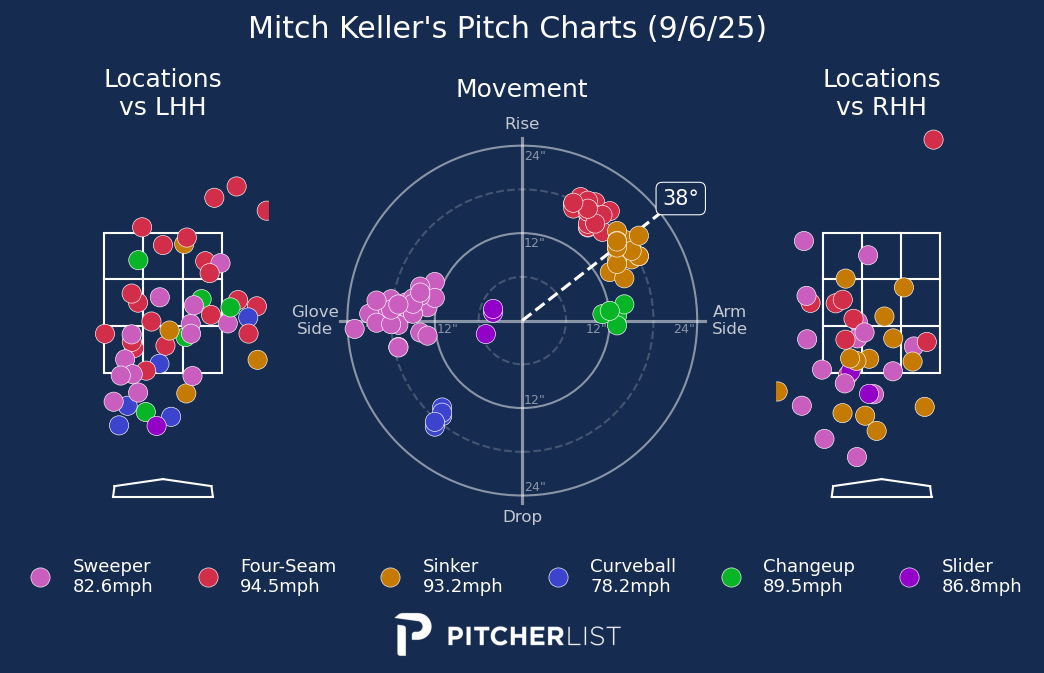 Mitch Keller's Pitch Charts (9/6/25)
Locations
vs LHH
Movement
Locations
vs RHH
Rise
24"
38°
12"
Glove
Side
12"
12"
24"
Arm
Side
12"
24"
Drop
Sweeper
82.6mph
Four-Seam
94.5mph
Sinker
93.2mph
Curveball
78.2mph
Changeup
89.5mph
Slider
86.8mph
PITCHERLIST